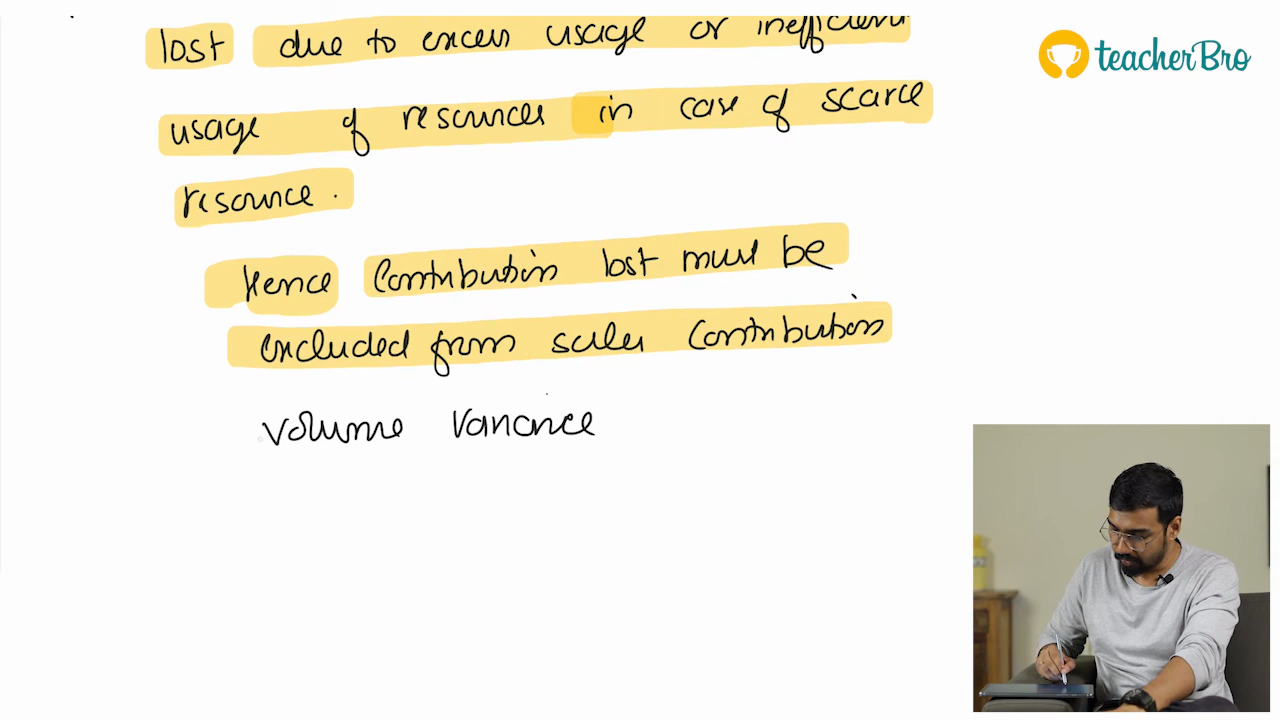 teacherBro
lost due to excess usage or inefficient
usage of resources in case of scarce
resource.
Hence Contribution lost must be
excluded from sales Contribution
volume variance